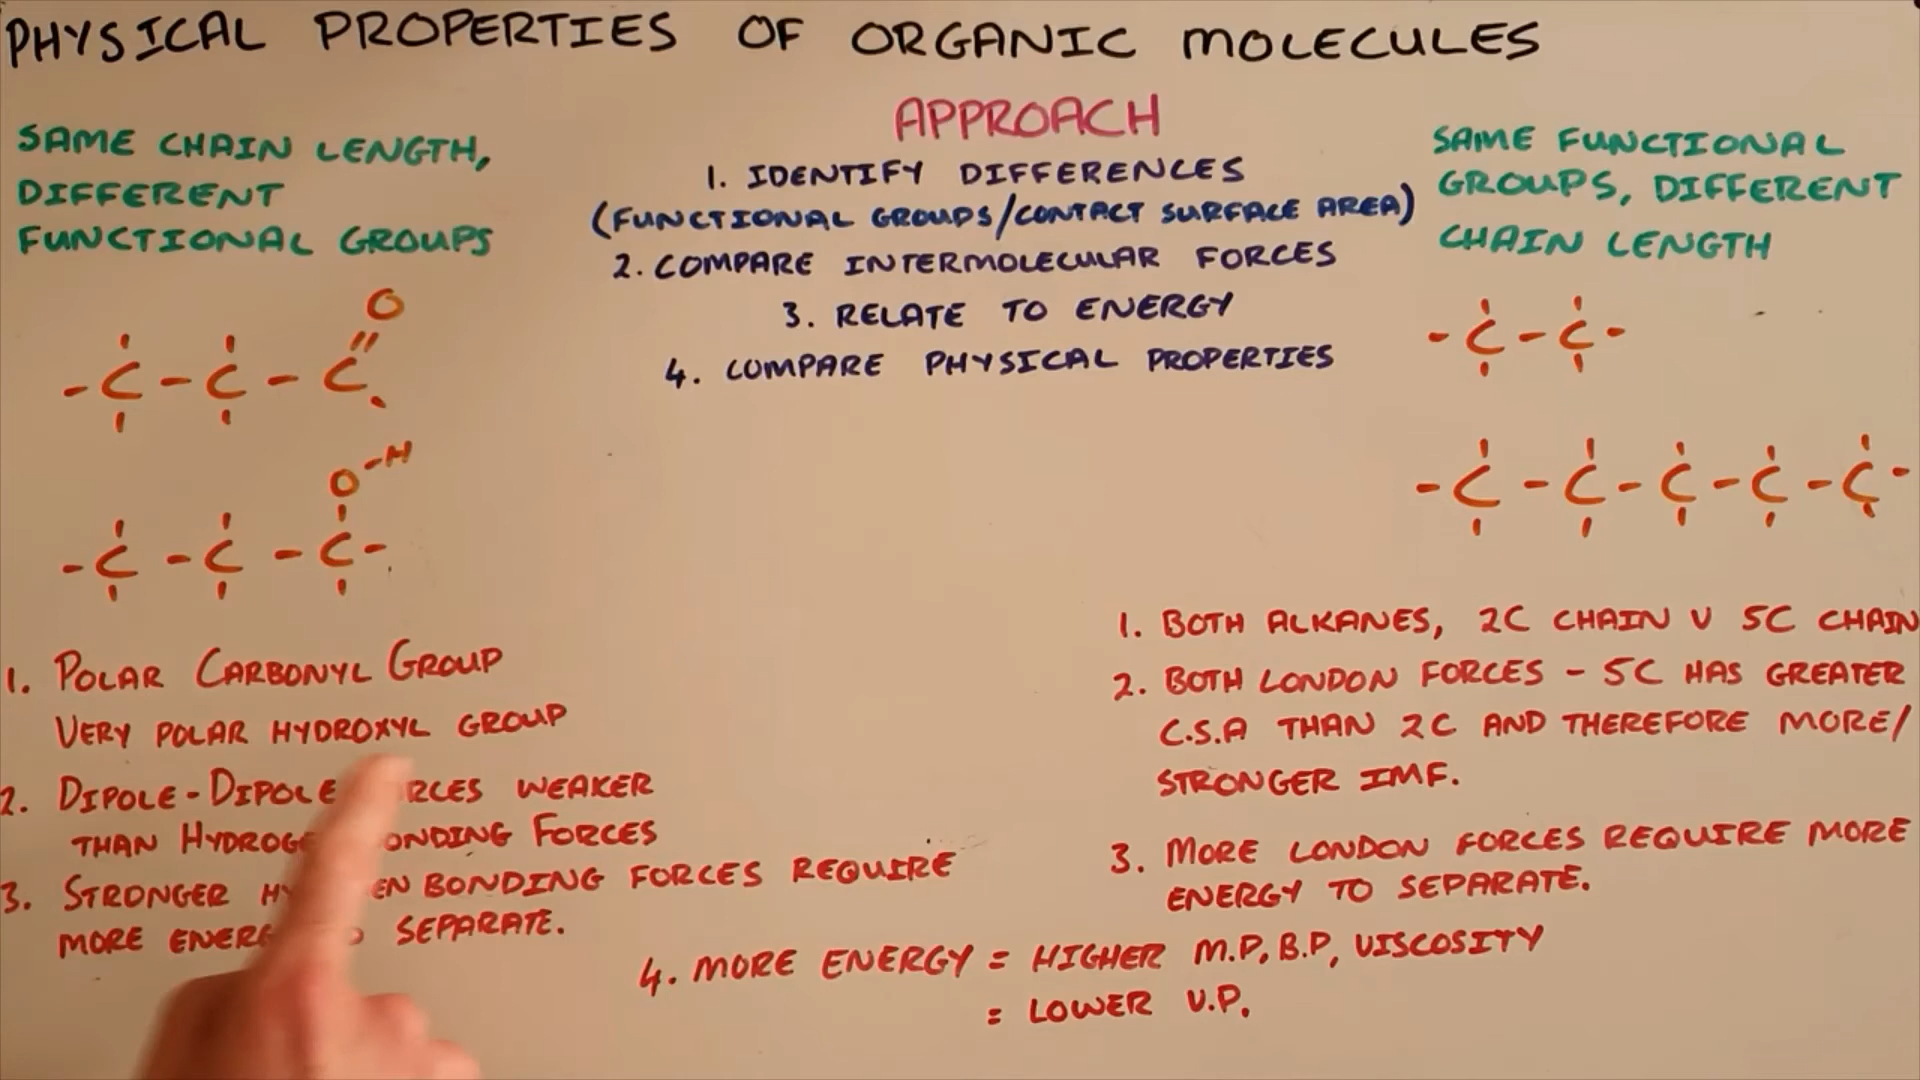 PHYSICAL PROPERTIES OF ORGANIC MOLECULES
SAME CHAIN LENGTH,
DIFFERENT
FUNCTIONAL GROUPS
O
- C - C - C
O - H
- C - C - C -
1. POLAR CARBONYL GROUP
VERY POLAR HYDROXYL GROUP
2. DIPOLE-DIPOLE WEAKER
THAN FORCES
3. STRONGER BONDING FORCES REQUIRE
MORE SEPARATE.
APPROACH
1. IDENTIFY DIFFERENCES
(FUNCTIONAL GROUPS/CONTACT SURFACE AREA)
2. COMPARE INTERMOLECULAR FORCES
3. RELATE TO ENERGY
4. COMPARE PHYSICAL PROPERTIES
SAME FUNCTIONAL
GROUPS, DIFFERENT
CHAIN LENGTH
- C - C -
- C - C - C - C - C -
1. BOTH ALKANES, 2C CHAIN V 5C CHAIN
2. BOTH LONDON FORCES - 5C HAS GREATER
C.S.A THAN 2C AND THEREFORE MORE/
STRONGER IMF.
3. MORE LONDON FORCES REQUIRE MORE
ENERGY TO SEPARATE.
4. MORE ENERGY = HIGHER M.P, B.P, VISCOSITY
= LOWER V.P.